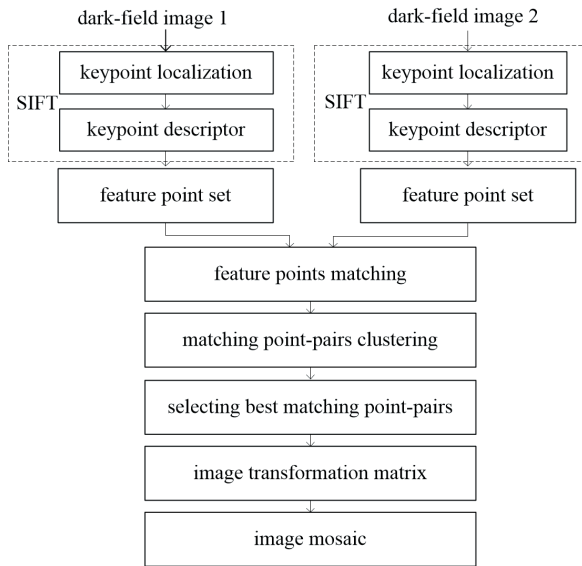 dark-field image 1
dark-field image 2
SIFT
keypoint localization
keypoint descriptor
SIFT
keypoint localization
keypoint descriptor
feature point set
feature point set
feature points matching
matching point-pairs clustering
selecting best matching point-pairs
image transformation matrix
image mosaic